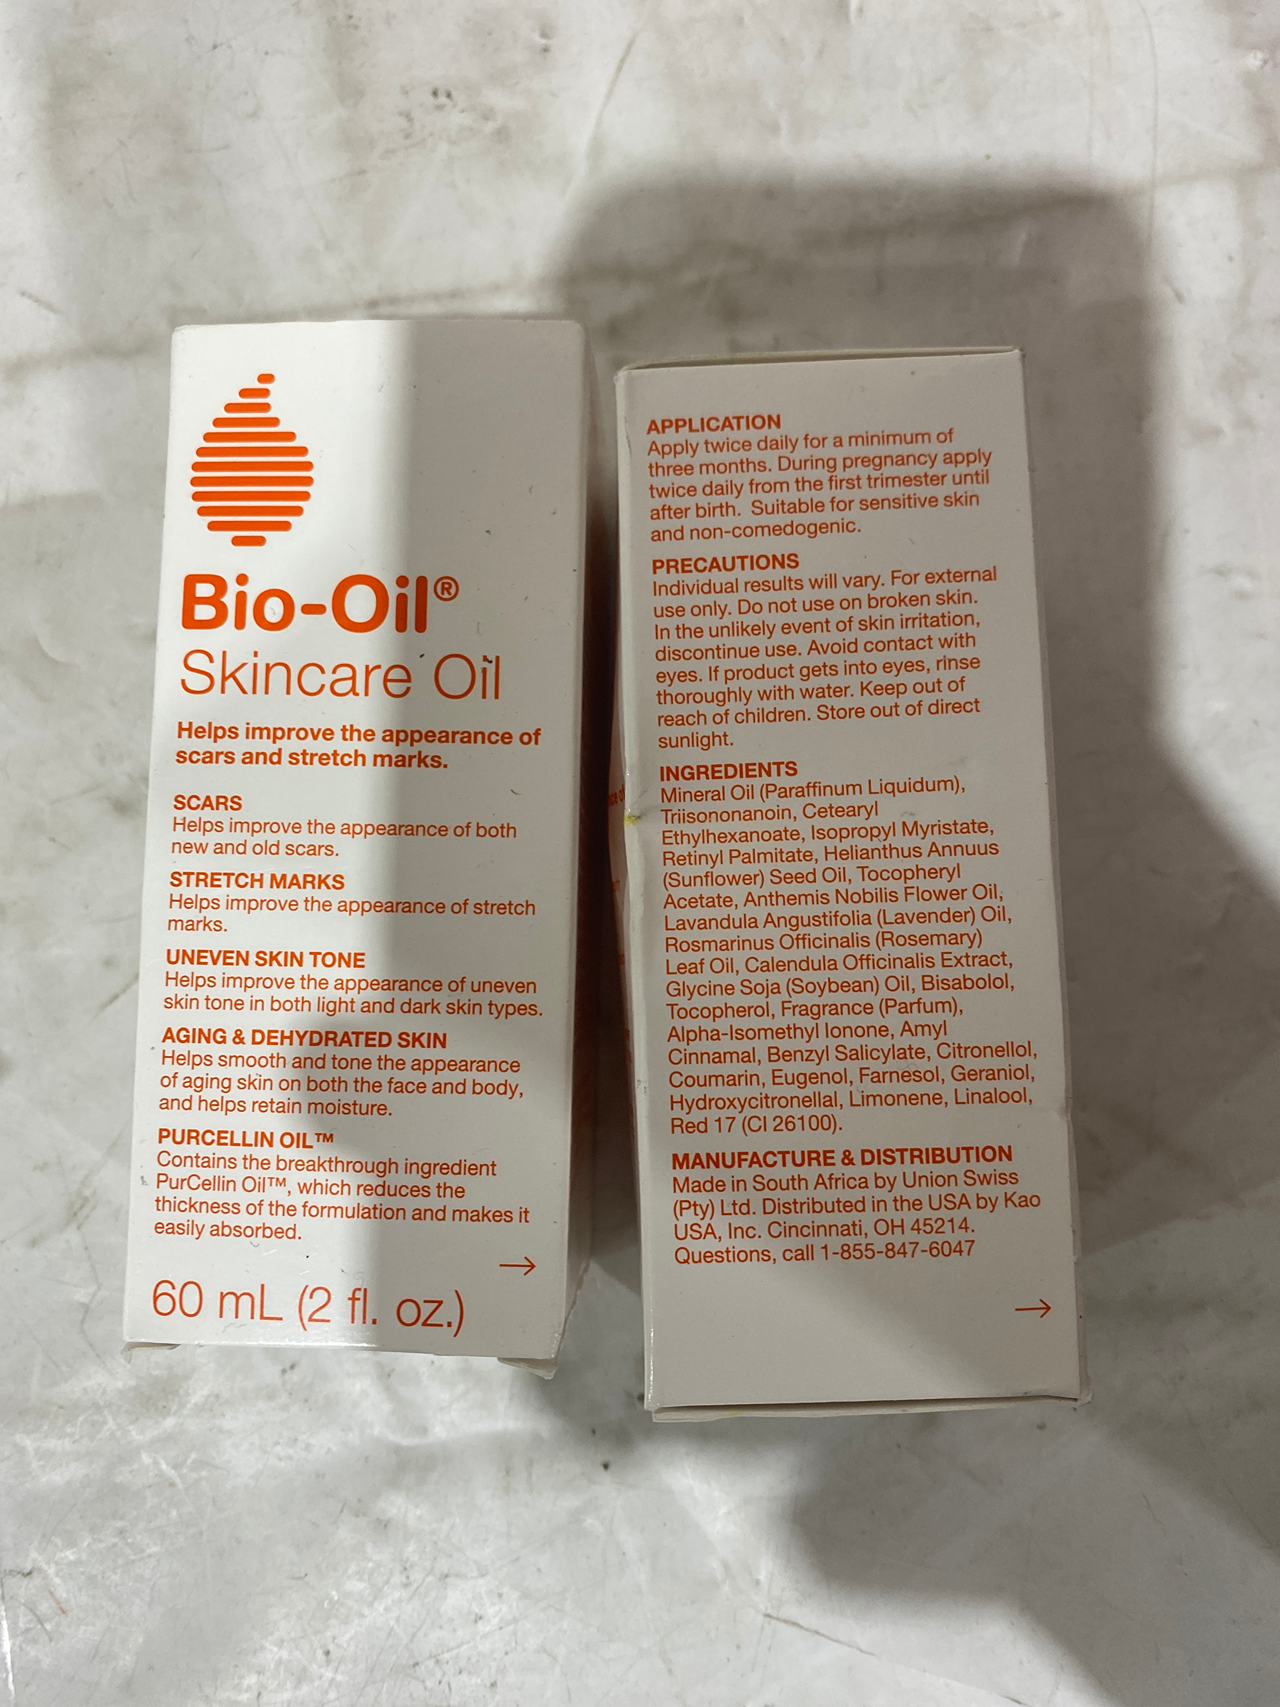 Bio-Oil®
Skincare Oil
Helps improve the appearance of
scars and stretch marks.
SCARS
Helps improve the appearance of both
new and old scars.
STRETCH MARKS
Helps improve the appearance of stretch
marks.
UNEVEN SKIN TONE
Helps improve the appearance of uneven
skin tone in both light and dark skin types.
AGING & DEHYDRATED SKIN
Helps smooth and tone the appearance
of aging skin on both the face and body,
and helps retain moisture.
PURCELLIN OIL™
Contains the breakthrough ingredient
PurCellin Oil™, which reduces the
thickness of the formulation and makes it
easily absorbed.
→
60 mL (2 fl. oz.)
APPLICATION
Apply twice daily for a minimum of
three months. During pregnancy apply
twice daily from the first trimester until
after birth. Suitable for sensitive skin
and non-comedogenic.
PRECAUTIONS
Individual results will vary. For external
use only. Do not use on broken skin.
In the unlikely event of skin irritation,
discontinue use. Avoid contact with
eyes. If product gets into eyes, rinse
thoroughly with water. Keep out of
reach of children. Store out of direct
sunlight.
INGREDIENTS
Mineral Oil (Paraffinum Liquidum),
Triisononanoin, Cetearyl
Ethylhexanoate, Isopropyl Myristate,
Retinyl Palmitate, Helianthus Annuus
(Sunflower) Seed Oil, Tocopheryl
Acetate, Anthemis Nobilis Flower Oil,
Lavandula Angustifolia (Lavender) Oil,
Rosmarinus Officinalis (Rosemary)
Leaf Oil, Calendula Officinalis Extract,
Glycine Soja (Soybean) Oil, Bisabolol,
Tocopherol, Fragrance (Parfum),
Alpha-Isomethyl Ionone, Amyl
Cinnamal, Benzyl Salicylate, Citronellol,
Coumarin, Eugenol, Farnesol, Geraniol,
Hydroxycitronellal, Limonene, Linalool,
Red 17 (CI 26100).
MANUFACTURE & DISTRIBUTION
Made in South Africa by Union Swiss
(Pty) Ltd. Distributed in the USA by Kao
USA, Inc. Cincinnati, OH 45214.
Questions, call 1-855-847-6047
→